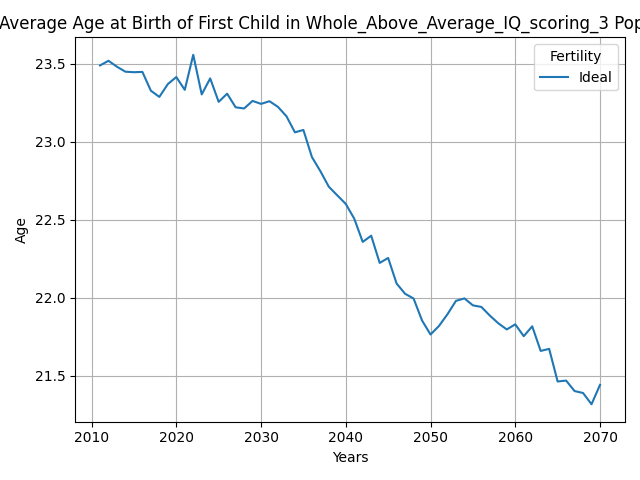 Average Age at Birth of First Child in Whole_Above_Average_IQ_scoring_3 Pop
Fertility
Ideal
23.5
23.0
22.5
22.0
21.5
Age
2010 2020 2030 2040 2050 2060 2070
Years